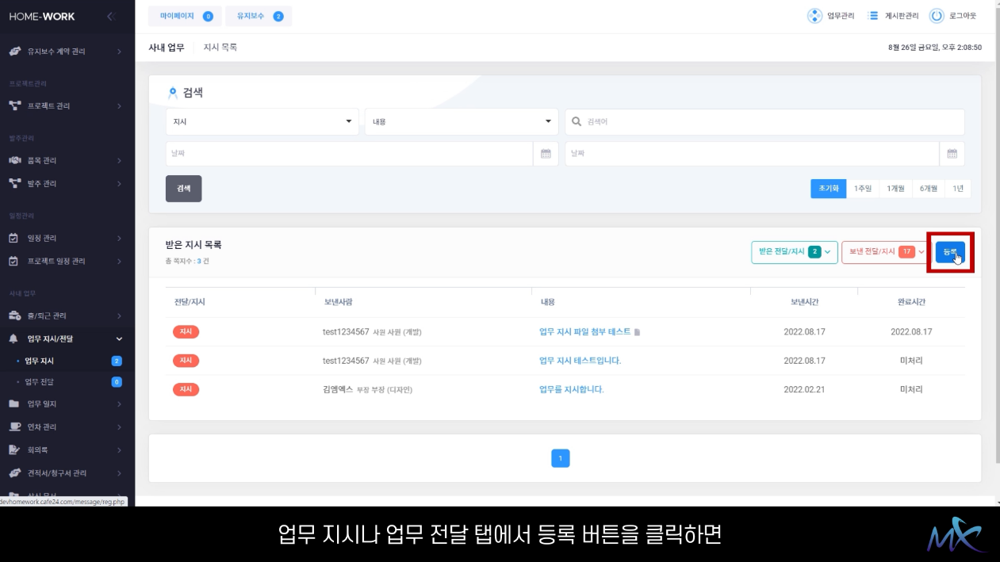 HOME-WORK
마이페이지 0
유지보수 2
업무관리
게시판관리
로그아웃
사내 업무
지시 목록
8월 26일 금요일, 오후 2:08:50
유지보수 계약 관리
프로젝트관리
프로젝트 관리
발주관리
품목 관리
발주 관리
일정관리
일정 관리
프로젝트 일정 관리
사내 업무
출/퇴근 관리
업무 지시/전달
업무 지시 2
업무 전달 0
업무 일지
연차 관리
회의록
견적서/청구서 관리
devhomework.cafe24.com/message/reg.php
검색
지시
내용
검색어
날짜
날짜
검색
초기화 1주일 1개월 6개월 1년
받은 지시 목록
총 쪽지수 : 3 건
받은 전달/지시 2
보낸 전달/지시 17
등록
전달/지시 보낸사람 내용 보낸시간 완료시간
지시 test1234567 사원 사원 (개발) 업무 지시 파일 첨부 테스트 2022.08.17 2022.08.17
지시 test1234567 사원 사원 (개발) 업무 지시 테스트입니다. 2022.08.17 미처리
지시 김엠엑스 부장 부장 (디자인) 업무를 지시합니다. 2022.02.21 미처리
1
업무 지시나 업무 전달 탭에서 등록 버튼을 클릭하면
MX